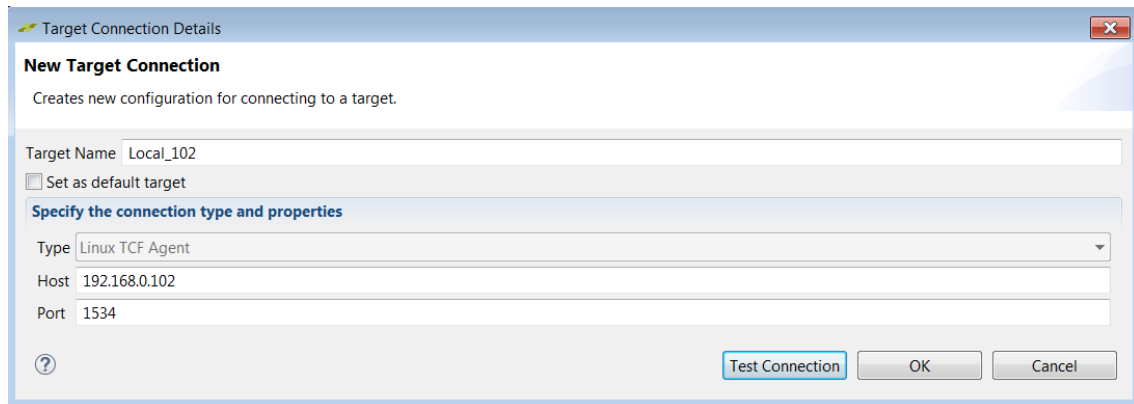 Target Connection Details
New Target Connection
Creates new configuration for connecting to a target.
Target Name Local_102
Set as default target
Specify the connection type and properties
Type Linux TCF Agent
Host 192.168.0.102
Port 1534
? Test Connection OK Cancel